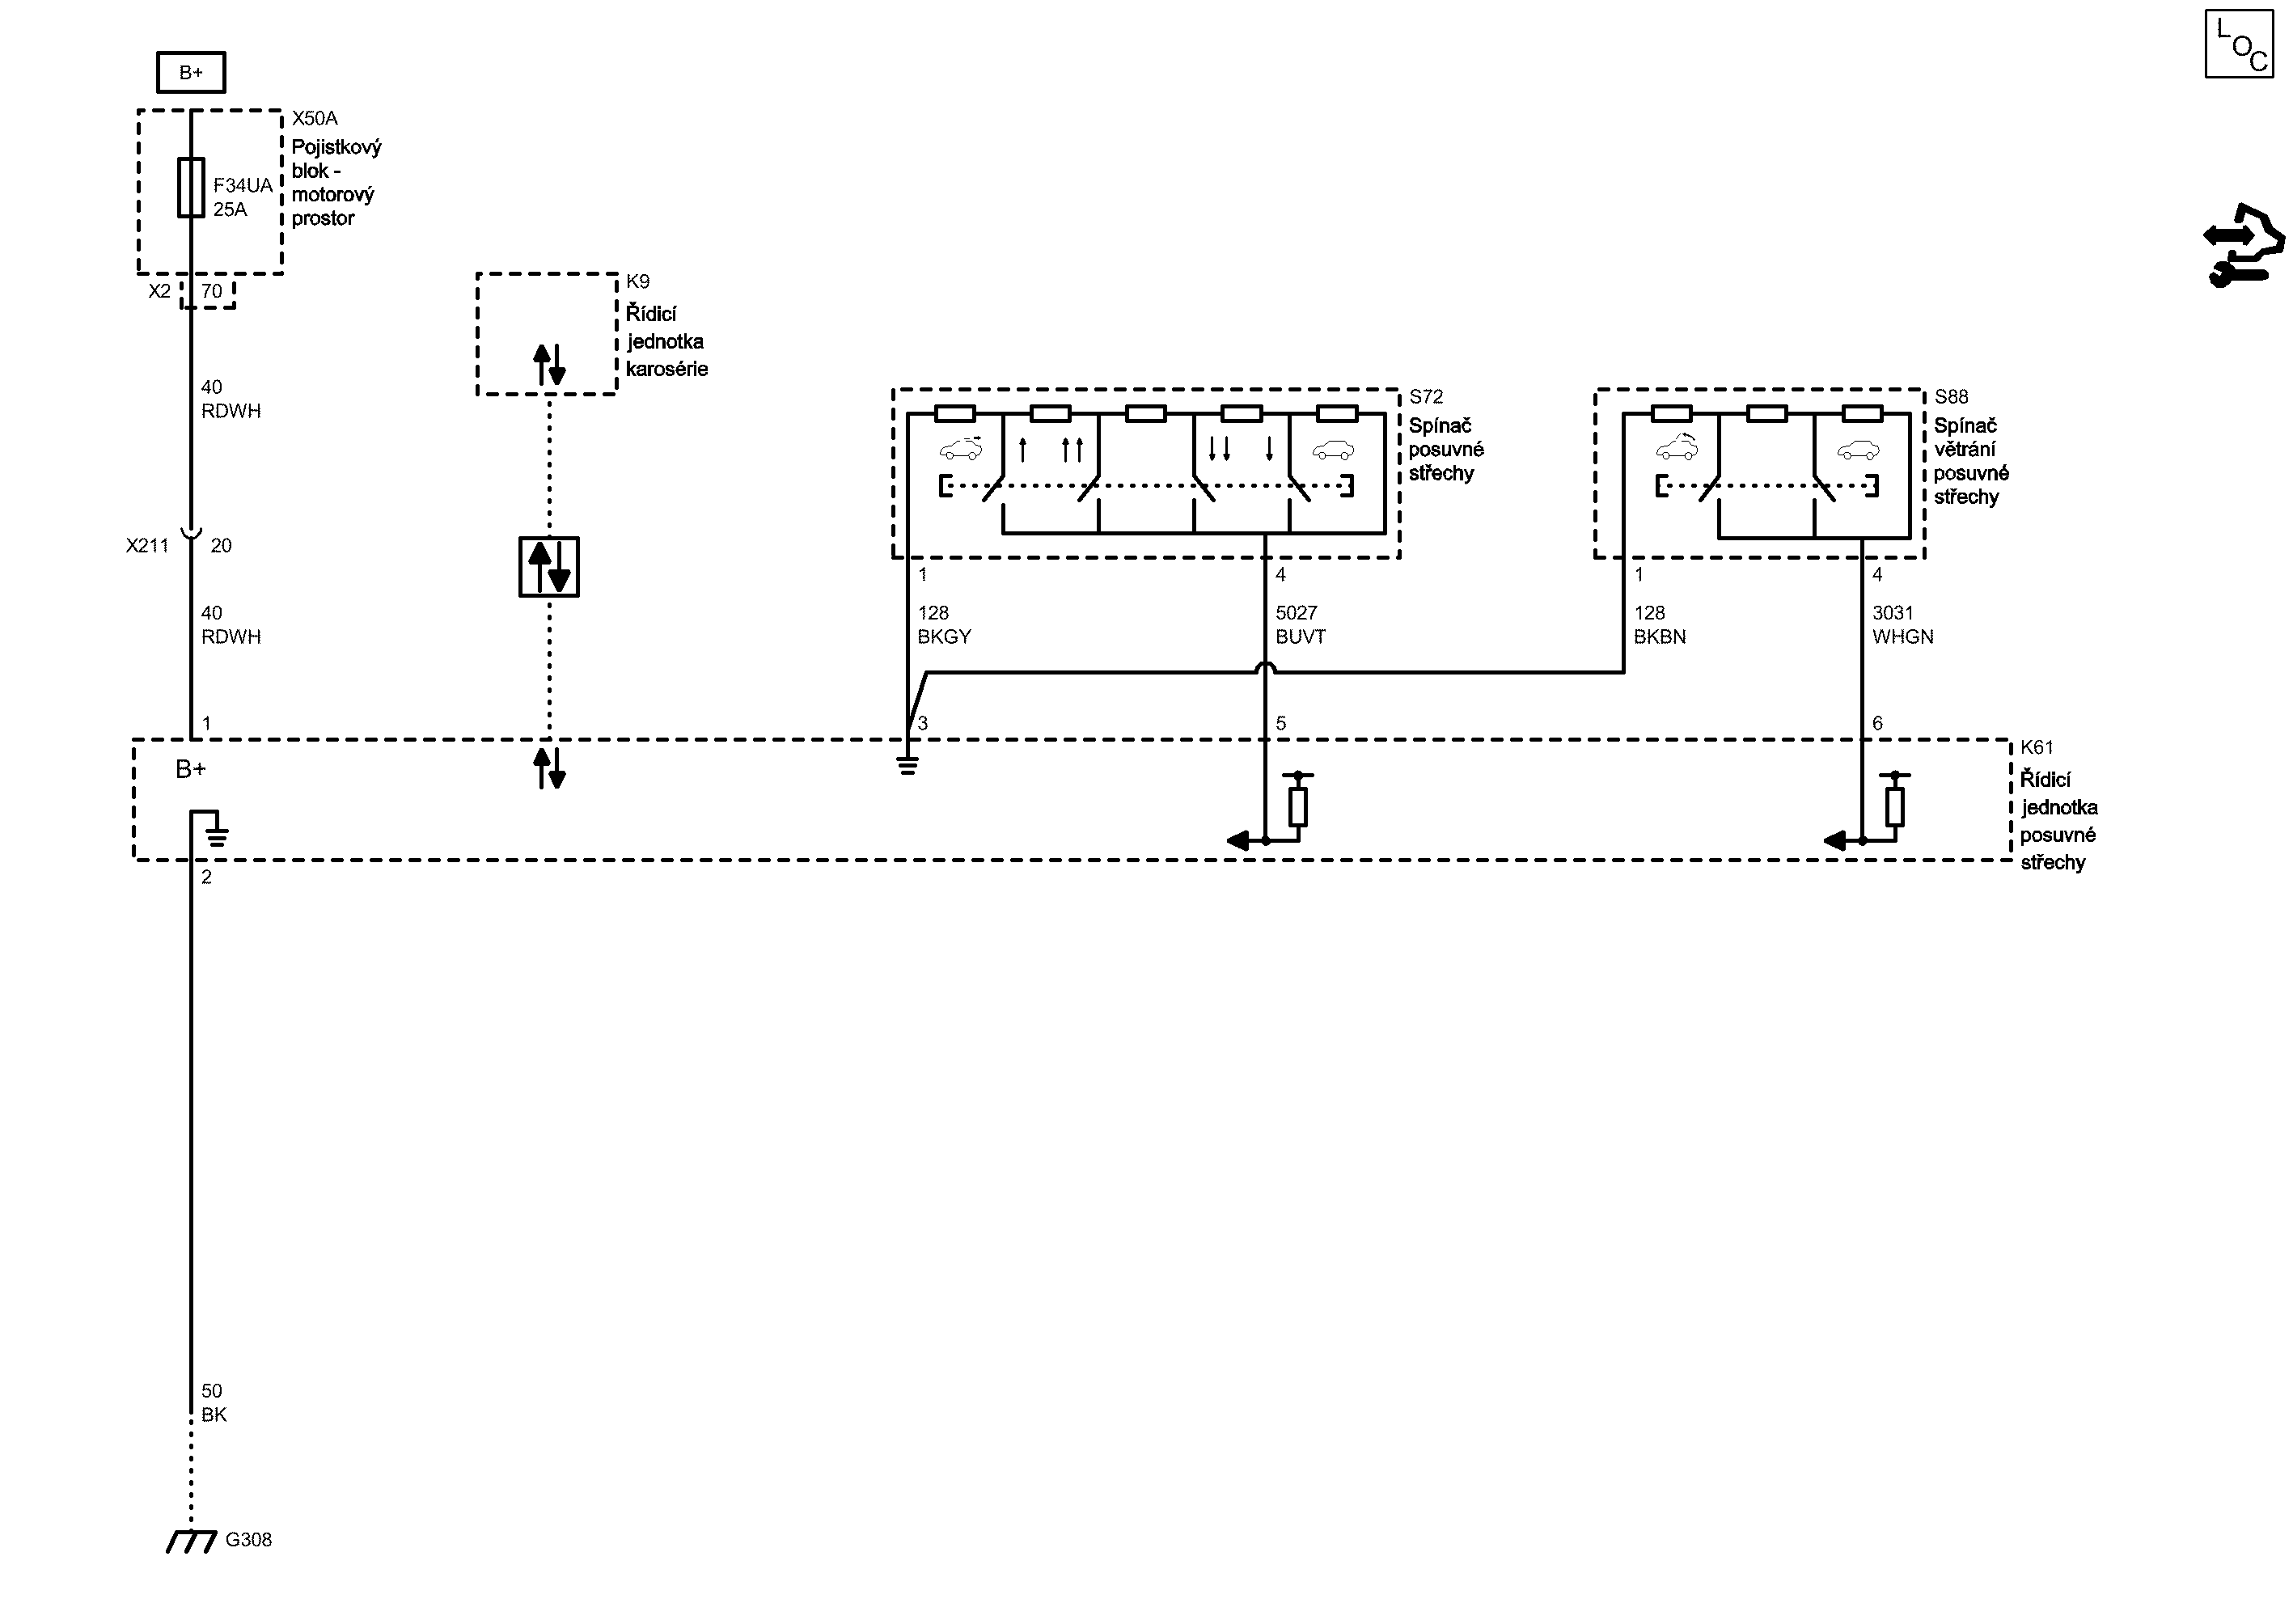 L
O
C
B+
X50A
Pojistkový
blok -
motorový
prostor
F34UA
25A
X2
70
K9
Řídicí
jednotka
karosérie
40
RDWH
S72
Spínač
posuvné
střechy
S88
Spínač
větrání
posuvné
střechy
X211
20
1
4
1
4
40
RDWH
128
BKGY
5027
BUVT
128
BKBN
3031
WHGN
1
3
5
6
B+
K61
Řídicí
jednotka
posuvné
střechy
2
50
BK
G308